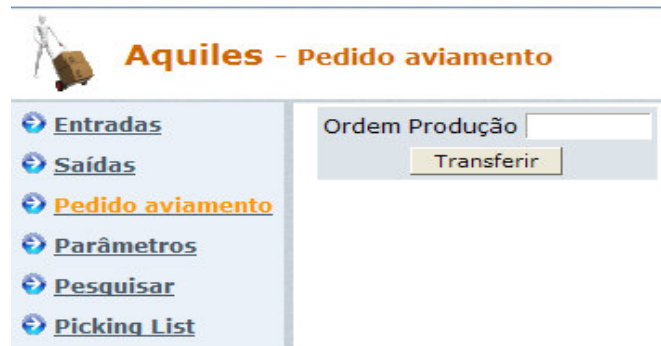 Aquiles - Pedido aviamento
Entradas
Saídas
Pedido aviamento
Parâmetros
Pesquisar
Picking List
Ordem Produção
Transferir